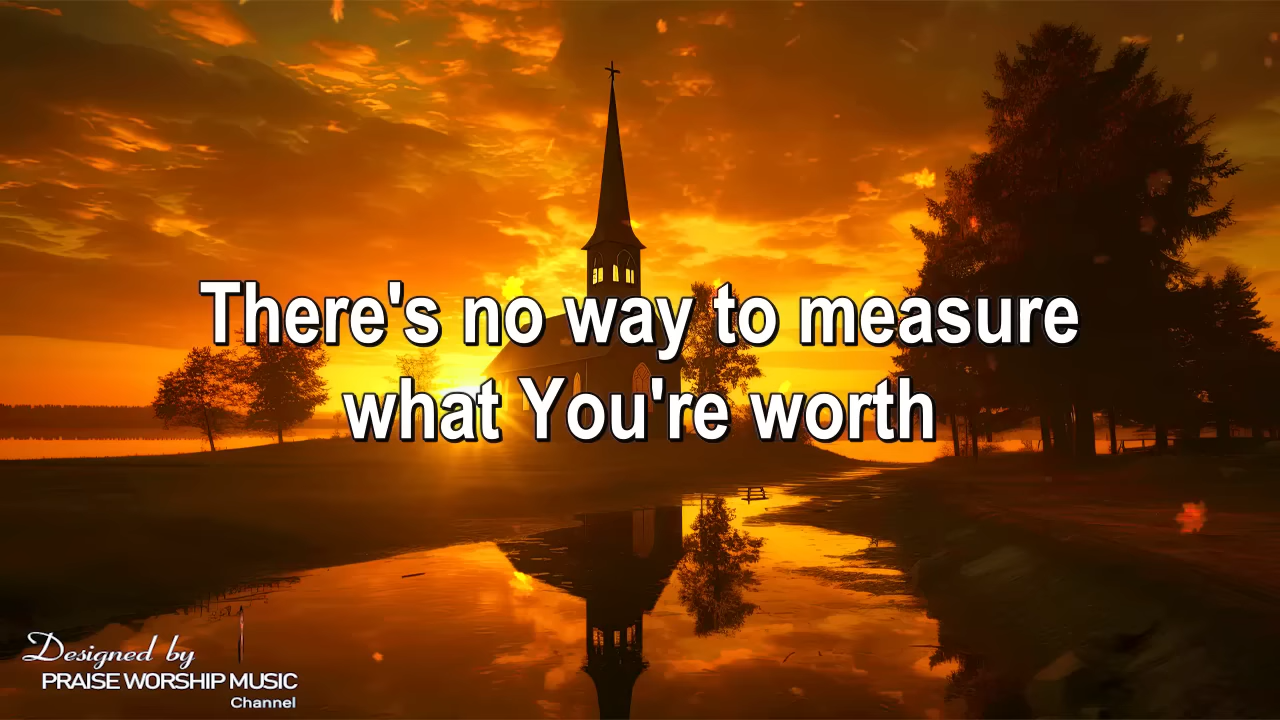 There's no way to measure
what You're worth
Designed by
PRAISE WORSHIP MUSIC
Channel